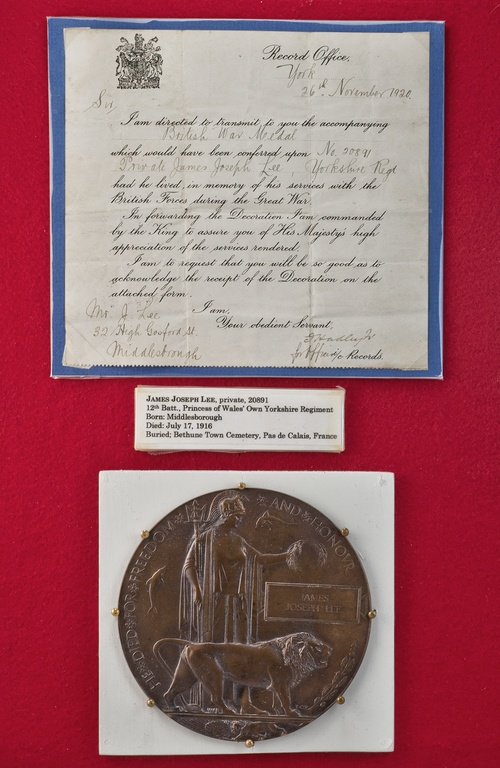 Record Office,
York
26th November 1920.
Sir,
I am directed to transmit to you the accompanying
British War Medal
which would have been conferred upon No. 20891
Private James Joseph Lee, Yorkshire Regt
had he lived, in memory of his services with the
British Forces during the Great War.
In forwarding the Decoration I am commanded
by the King to assure you of His Majesty's high
appreciation of the services rendered.
I am to request that you will be so good as to
acknowledge the receipt of the Decoration on the
attached form.
I am,
Your obedient Servant,
Mr J. Lee
32 High Gosford St.
Middlesbrough
for Officer i/c Records.
JAMES JOSEPH LEE, private, 20891
12th Batt., Princess of Wales' Own Yorkshire Regiment
Born: Middlesborough
Died: July 17, 1916
Buried; Bethune Town Cemetery, Pas de Calais, France
HE DIED FOR FREEDOM AND HONOUR
JAMES
JOSEPH LEE